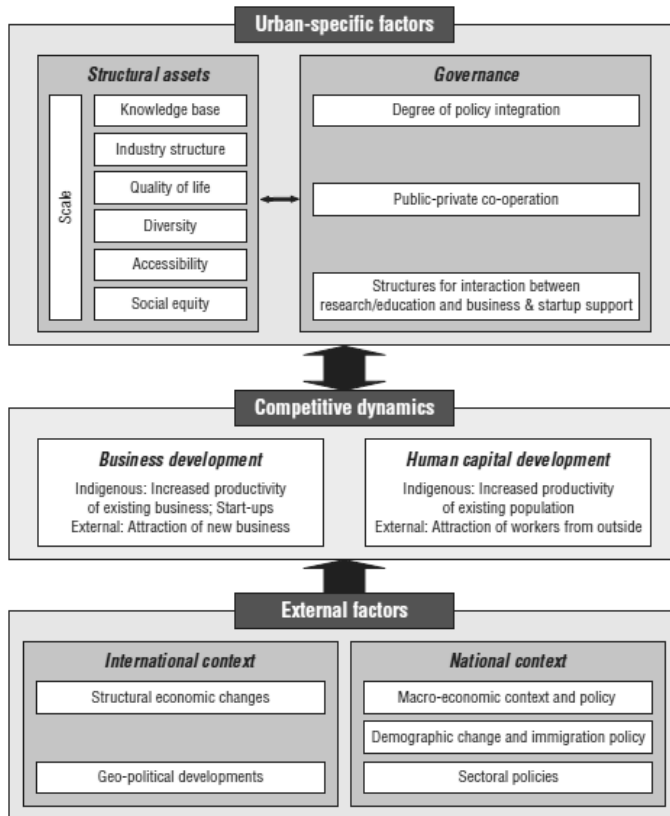 Urban-specific factors
Structural assets
Scale
Knowledge base
Industry structure
Quality of life
Diversity
Accessibility
Social equity
Governance
Degree of policy integration
Public-private co-operation
Structures for interaction between
research/education and business & startup support
Competitive dynamics
Business development
Indigenous: Increased productivity
of existing business; Start-ups
External: Attraction of new business
Human capital development
Indigenous: Increased productivity
of existing population
External: Attraction of workers from outside
External factors
International context
Structural economic changes
Geo-political developments
National context
Macro-economic context and policy
Demographic change and immigration policy
Sectoral policies